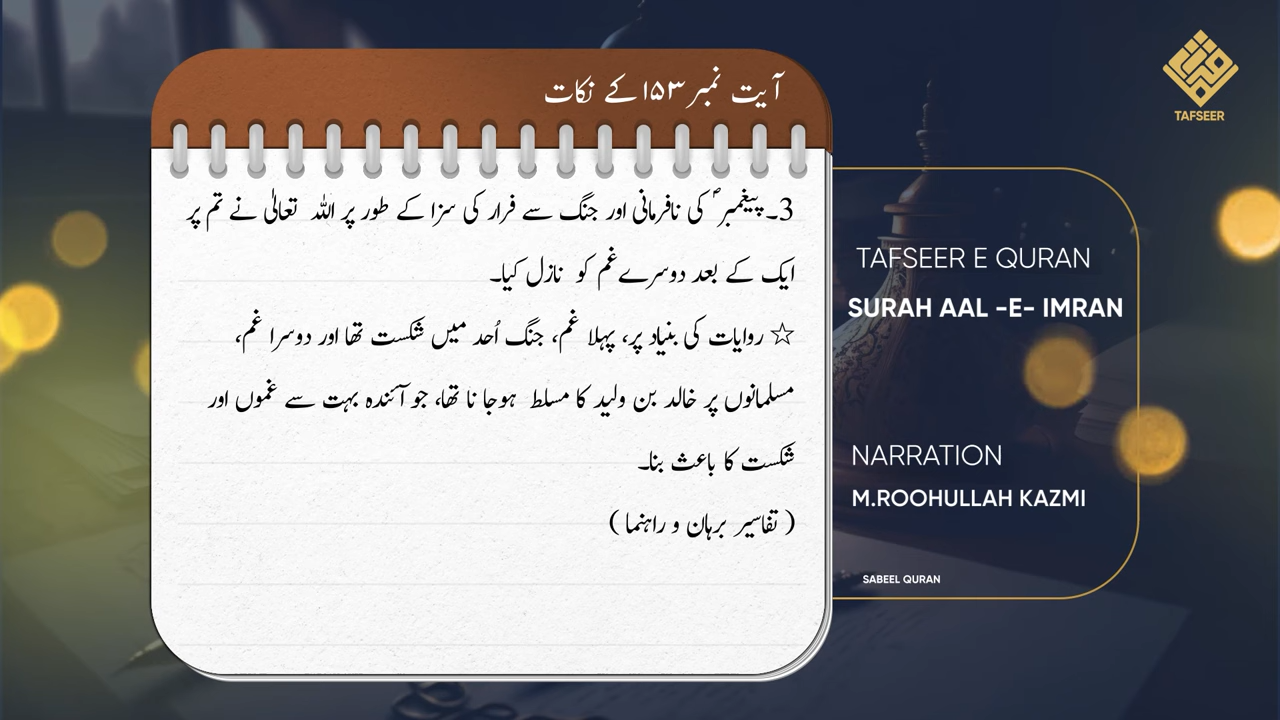 آیت نمبر ۱۵۳ کے نکات
3۔ پیغمبرؐ کی نافرمانی اور جنگ سے فرار کی سزا کے طور پر اللہ تعالیٰ نے تم پر
ایک کے بعد دوسرے غم کو نازل کیا۔
☆ روایات کی بنیاد پر، پہلا غم، جنگ اُحد میں شکست تھا اور دوسرا غم،
مسلمانوں پر خالد بن ولید کا مسلط ہوجا نا تھا، جو آئندہ بہت سے غموں اور
شکست کا باعث بنا۔
( تفاسیر برہان و راہنما )
TAFSEER
TAFSEER E QURAN
SURAH AAL -E- IMRAN
NARRATION
M.ROOHULLAH KAZMI
SABEEL QURAN